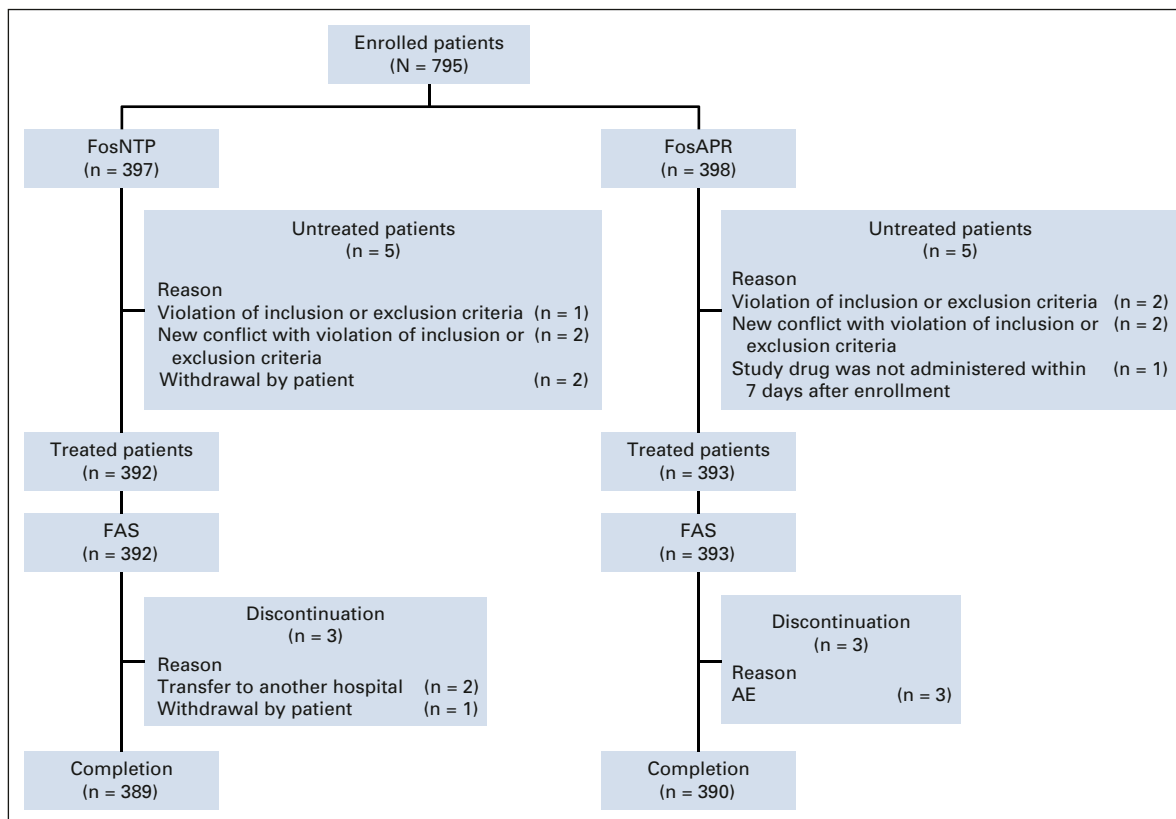 Enrolled patients
(N = 795)
FosNTP
(n = 397)
FosAPR
(n = 398)
Untreated patients
(n = 5)
Reason
Violation of inclusion or exclusion criteria (n = 1)
New conflict with violation of inclusion or (n = 2)
exclusion criteria
Withdrawal by patient (n = 2)
Untreated patients
(n = 5)
Reason
Violation of inclusion or exclusion criteria (n = 2)
New conflict with violation of inclusion or (n = 2)
exclusion criteria
Study drug was not administered within (n = 1)
7 days after enrollment
Treated patients
(n = 392)
Treated patients
(n = 393)
FAS
(n = 392)
FAS
(n = 393)
Discontinuation
(n = 3)
Reason
Transfer to another hospital (n = 2)
Withdrawal by patient (n = 1)
Discontinuation
(n = 3)
Reason
AE (n = 3)
Completion
(n = 389)
Completion
(n = 390)